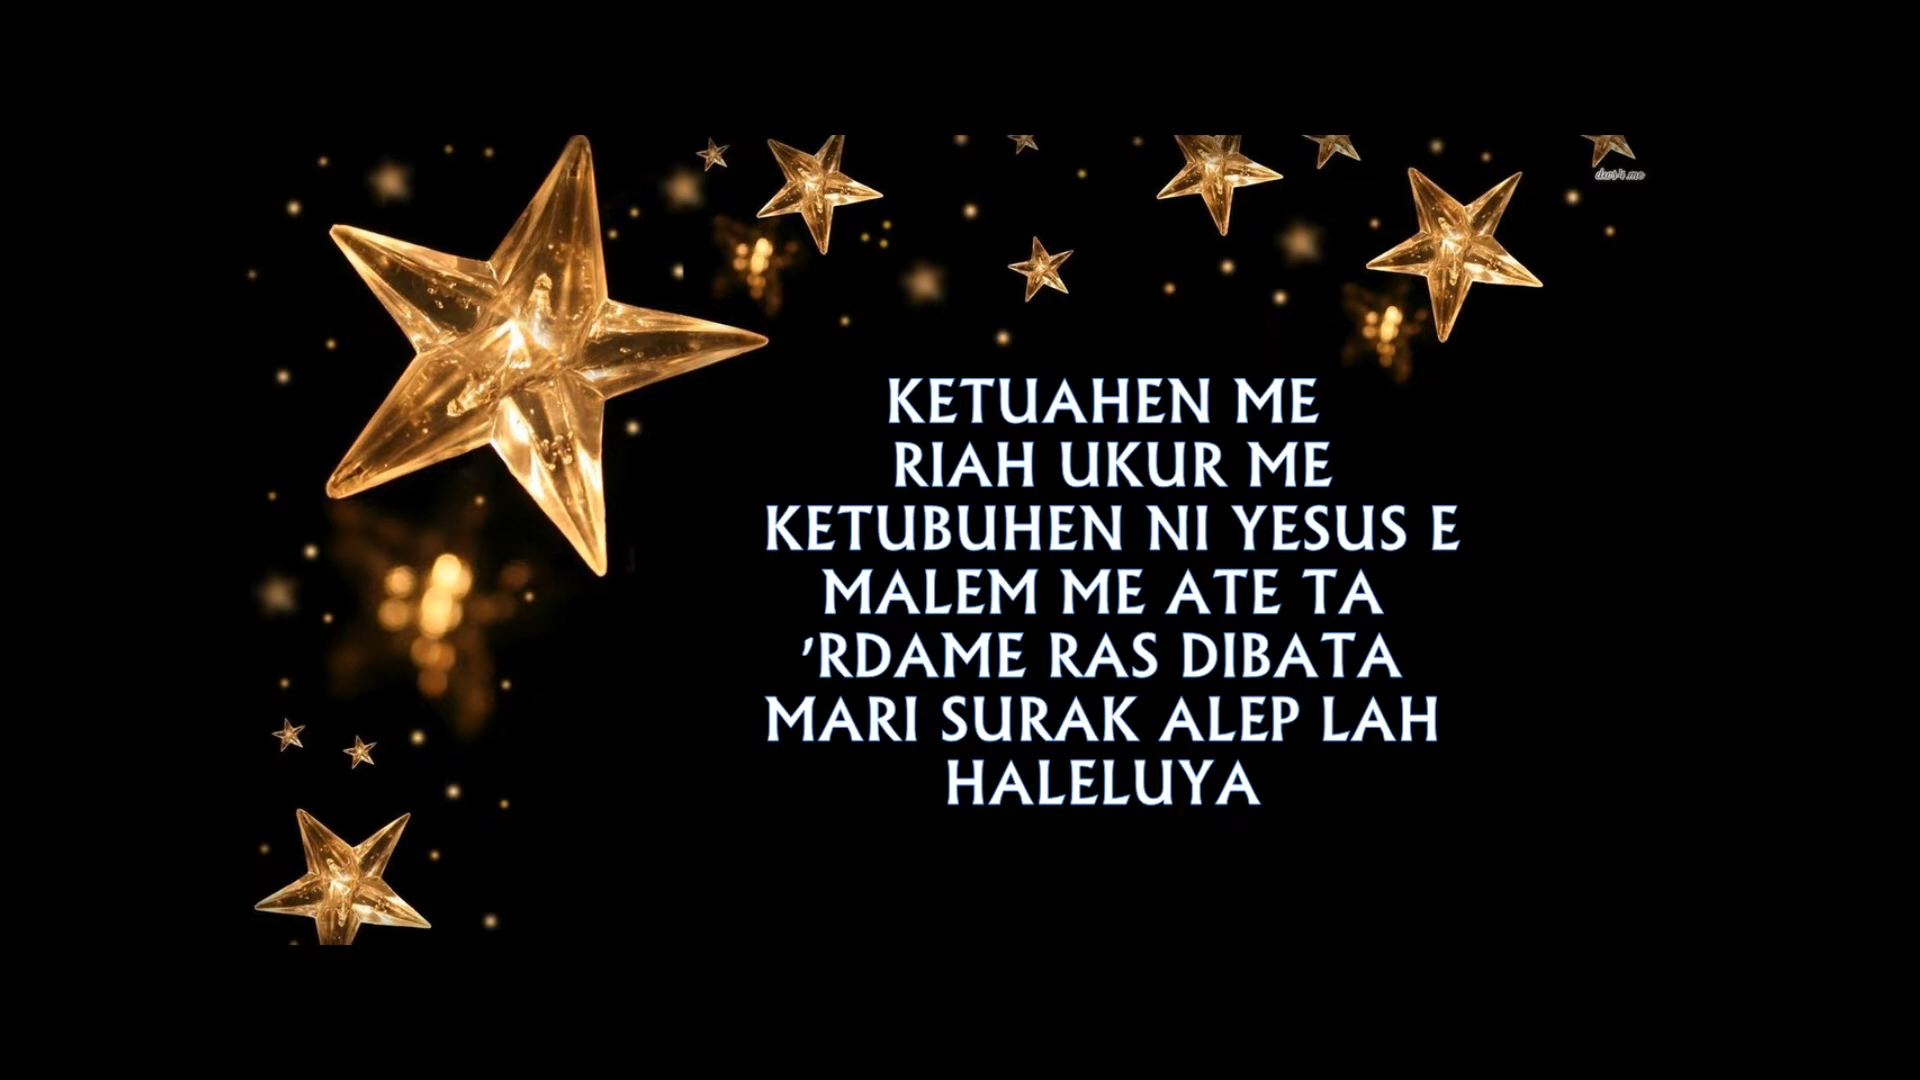 KETUAHEN ME
RIAH UKUR ME
KETUBUHEN NI YESUS E
MALEM ME ATE TA
'RDAME RAS DIBATA
MARI SURAK ALEP LAH
HALELUYA